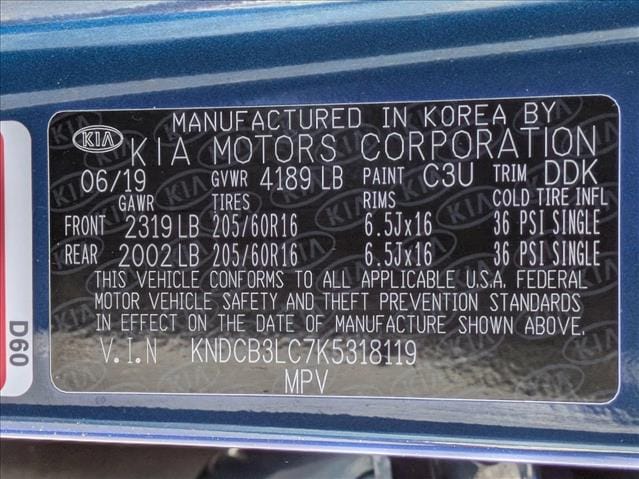 MANUFACTURED IN KOREA BY
KIA KIA MOTORS CORPORATION
06/19 GVWR 4189 LB PAINT C3U TRIM DDK
GAWR TIRES RIMS COLD TIRE INFL
FRONT 2319 LB 205/60R16 6.5Jx16 36 PSI SINGLE
REAR 2002 LB 205/60R16 6.5Jx16 36 PSI SINGLE
THIS VEHICLE CONFORMS TO ALL APPLICABLE U.S.A. FEDERAL
MOTOR VEHICLE SAFETY AND THEFT PREVENTION STANDARDS
IN EFFECT ON THE DATE OF MANUFACTURE SHOWN ABOVE.
V.I.N KNDCB3LC7K5318119
MPV
D60